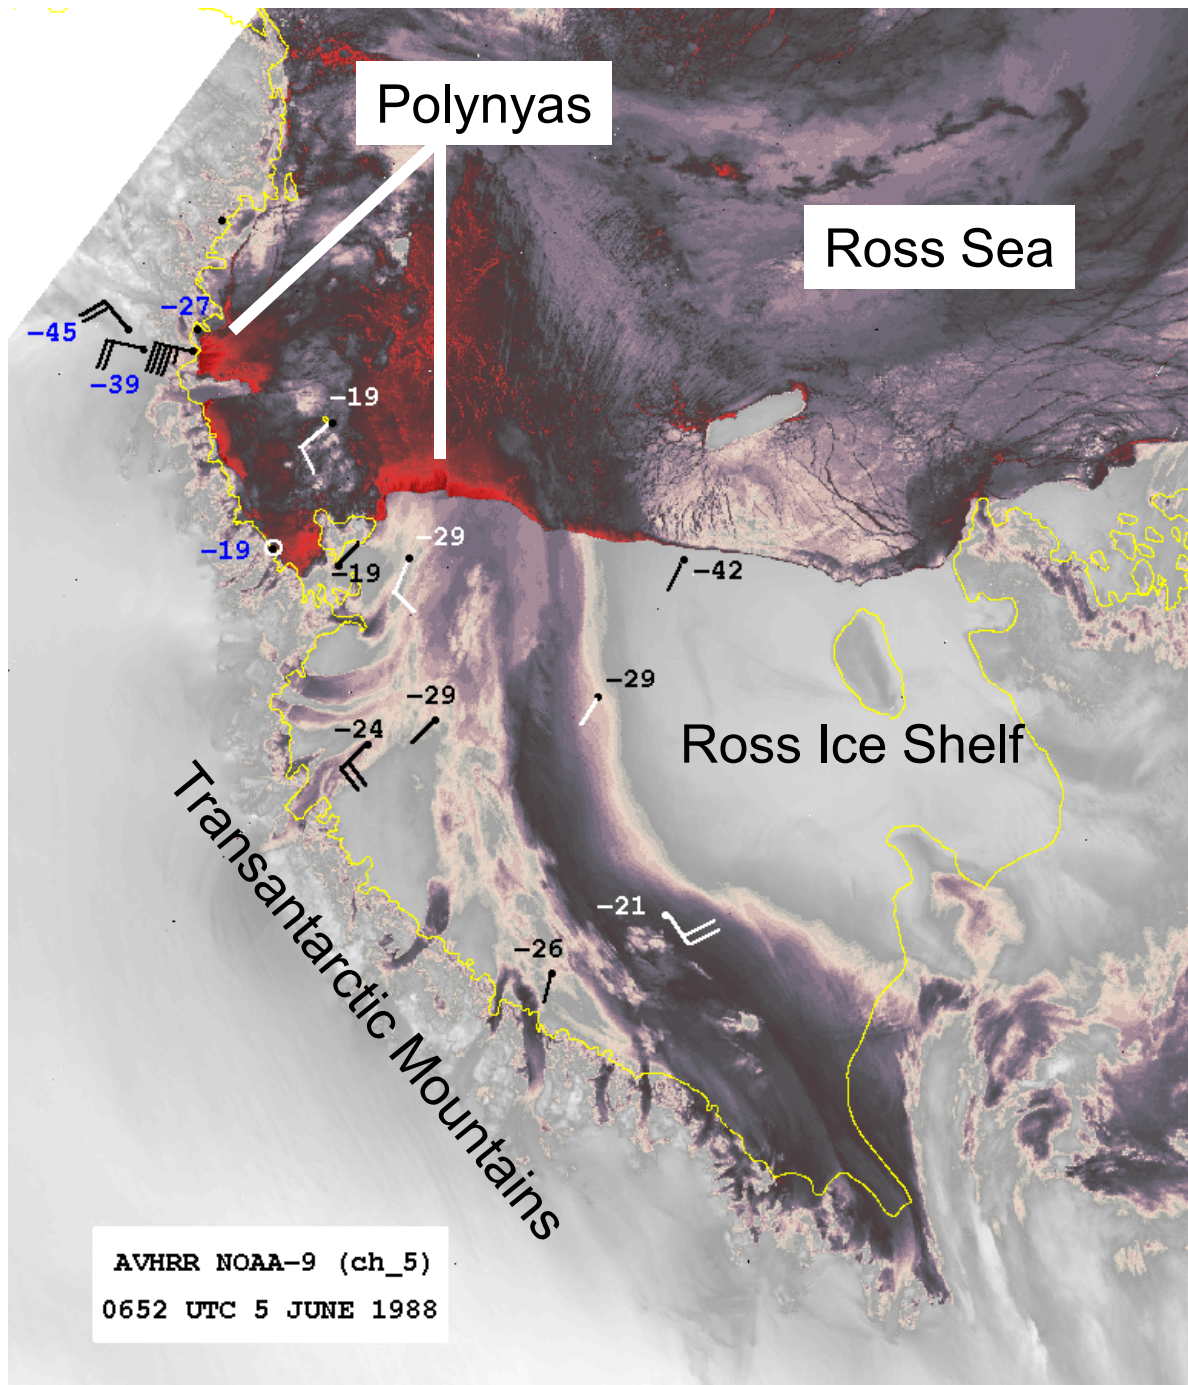 Polynyas
Ross Sea
-27
-45
-39
-19
-19
-29
-19
-42
-29
-29
-24
Ross Ice Shelf
Transantarctic Mountains
-21
-26
AVHRR NOAA-9 (ch_5)
0652 UTC 5 JUNE 1988